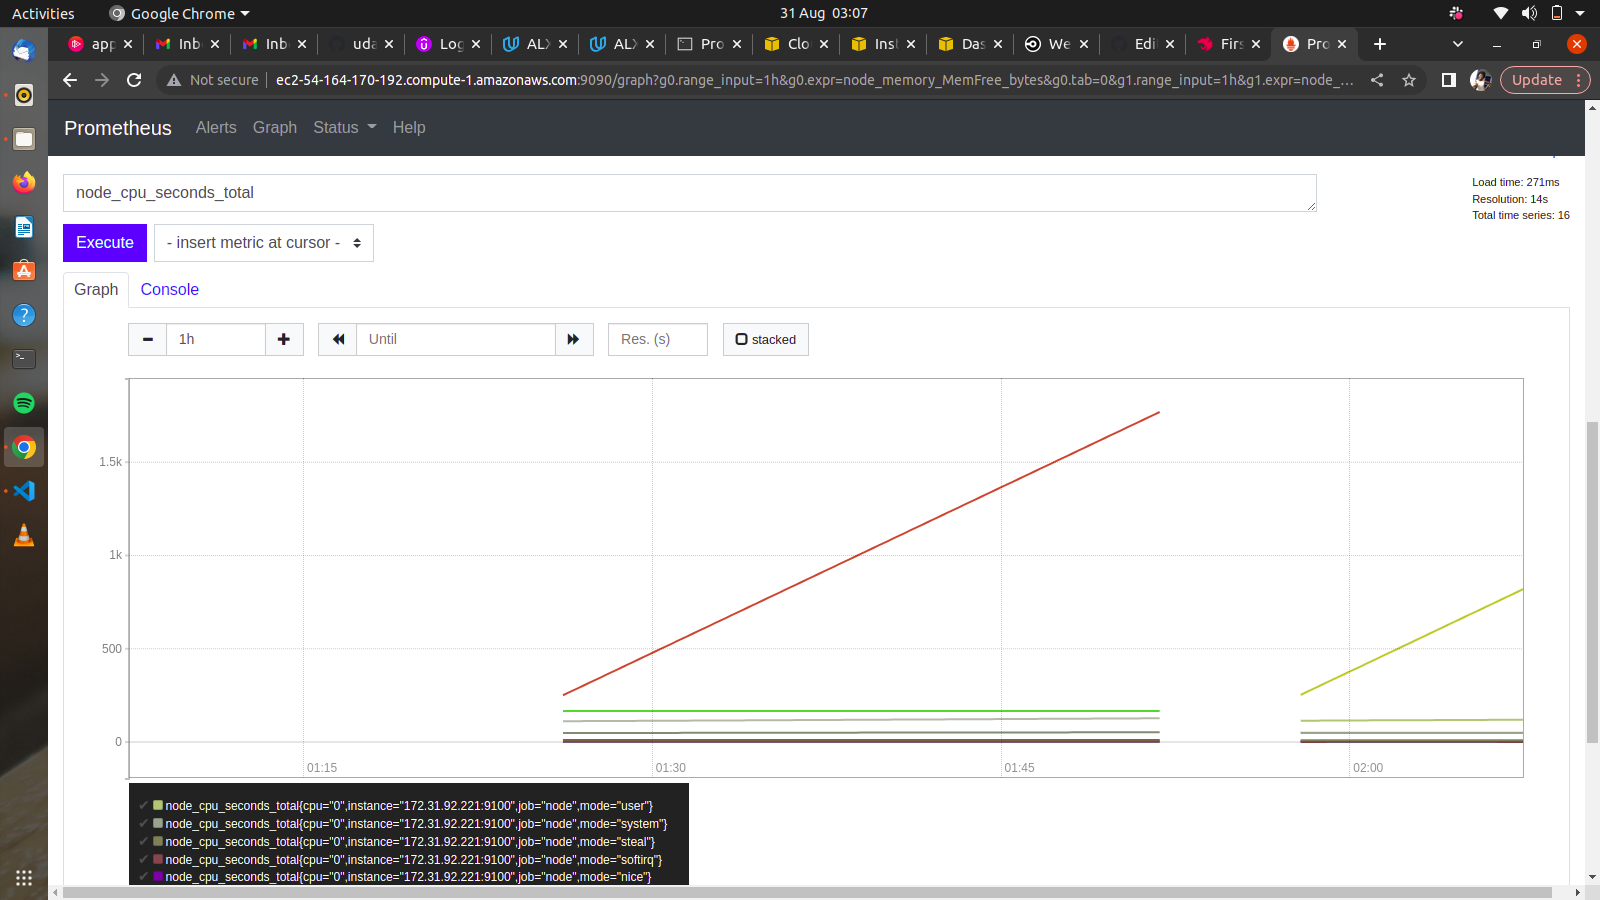 Activities
Google Chrome
31 Aug 03:07
app
Inb
Inb
uda
Log
ALX
ALX
Pro
Clo
Inst
Das
We
Edi
Firs
Pro
Not secure
ec2-54-164-170-192.compute-1.amazonaws.com:9090/graph?g0.range_input=1h&g0.expr=node_memory_MemFree_bytes&g0.tab=0&g1.range_input=1h&g1.expr=node_...
Update
Prometheus
Alerts
Graph
Status
Help
node_cpu_seconds_total
Load time: 271ms
Resolution: 14s
Total time series: 16
Execute
- insert metric at cursor -
Graph
Console
1h
Until
Res. (s)
stacked
1.5k
1k
500
0
01:15
01:30
01:45
02:00
node_cpu_seconds_total{cpu="0",instance="172.31.92.221:9100",job="node",mode="user"}
node_cpu_seconds_total{cpu="0",instance="172.31.92.221:9100",job="node",mode="system"}
node_cpu_seconds_total{cpu="0",instance="172.31.92.221:9100",job="node",mode="steal"}
node_cpu_seconds_total{cpu="0",instance="172.31.92.221:9100",job="node",mode="softirq"}
node_cpu_seconds_total{cpu="0",instance="172.31.92.221:9100",job="node",mode="nice"}